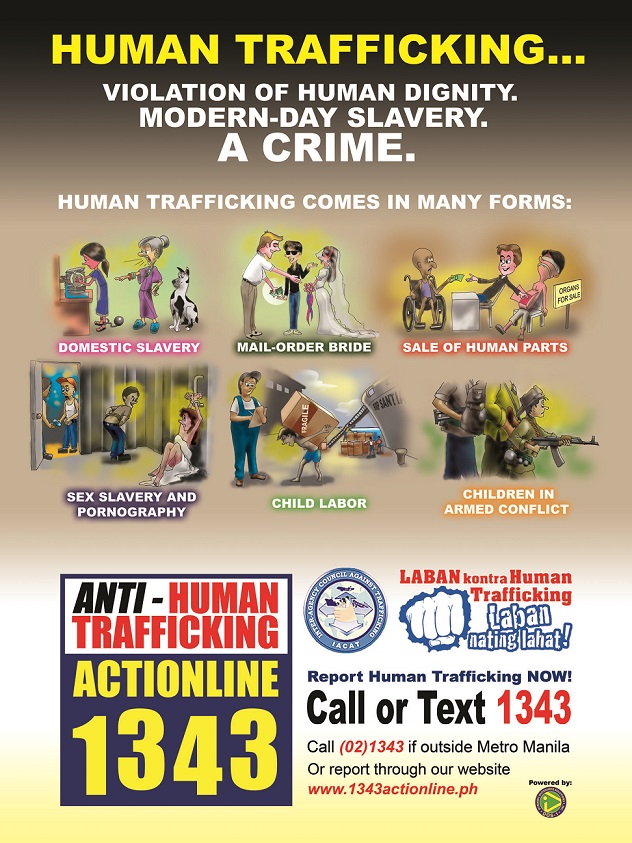 HUMAN TRAFFICKING...
VIOLATION OF HUMAN DIGNITY.
MODERN-DAY SLAVERY.
A CRIME.
HUMAN TRAFFICKING COMES IN MANY FORMS:
ORGANS
FOR SALE
DOMESTIC SLAVERY
MAIL-ORDER BRIDE
SALE OF HUMAN PARTS
FRAGILE
SEX SLAVERY AND
PORNOGRAPHY
CHILD LABOR
CHILDREN IN
ARMED CONFLICT
ANTI - HUMAN
TRAFFICKING
ACTIONLINE
1343
INTER-AGENCY COUNCIL AGAINST TRAFFICKING
IACAT
LABAN kontra Human
Trafficking
Laban
nating lahat!
Report Human Trafficking NOW!
Call or Text 1343
Call (02)1343 if outside Metro Manila
Or report through our website
www.1343actionline.ph
Powered by: